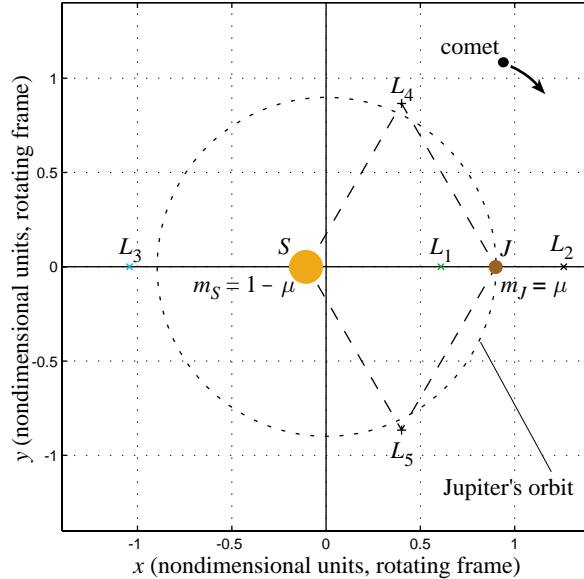 comet
1
L₄
0.5
L₃
S
L₁
J
L₂
0
m_S = 1 − μ
m_J = μ
-0.5
L₅
-1
Jupiter's orbit
-1
-0.5
0
0.5
1
x (nondimensional units, rotating frame)
y (nondimensional units, rotating frame)